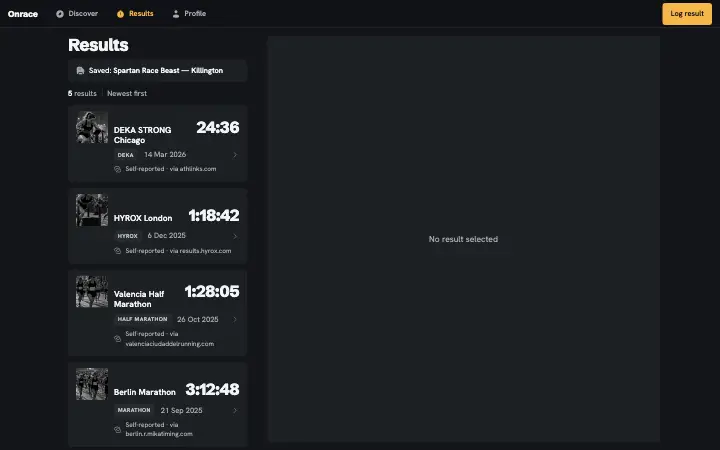 Onrace
Discover
Results
Profile
Log result
Results
Saved: Spartan Race Beast — Killington
5 results
Newest first
DEKA STRONG
Chicago
24:36
DEKA
14 Mar 2026
Self-reported · via athlinks.com
HYROX London
1:18:42
HYROX
6 Dec 2025
Self-reported · via results.hyrox.com
Valencia Half
Marathon
1:28:05
HALF MARATHON
26 Oct 2025
Self-reported · via
valenciaciudaddelrunning.com
Berlin Marathon
3:12:48
MARATHON
21 Sep 2025
Self-reported · via
berlin.r.mikatiming.com
No result selected